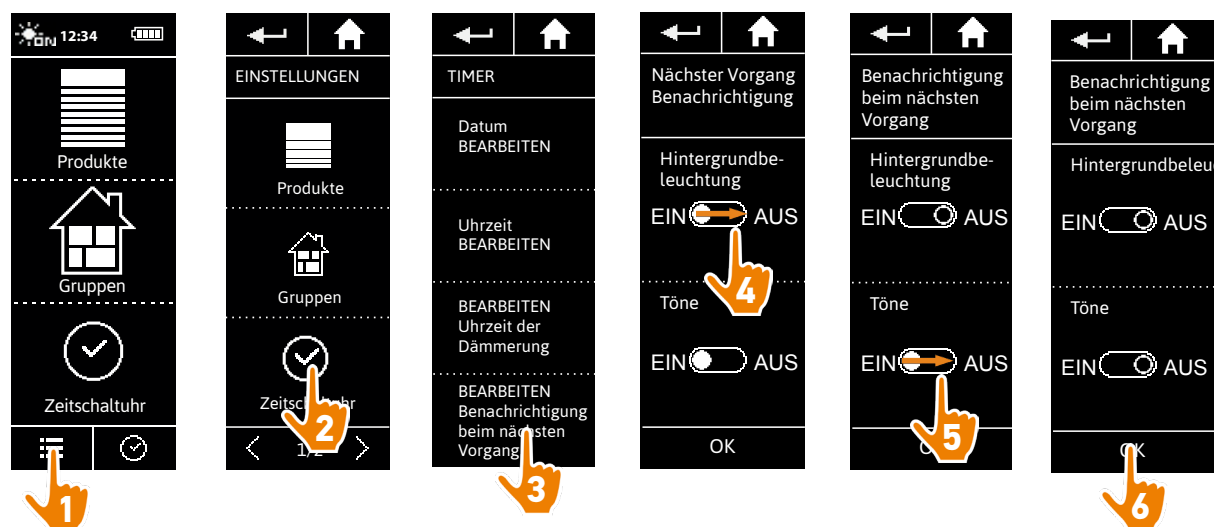 ON 12:34
Produkte
Gruppen
Zeitschaltuhr
1
EINSTELLUNGEN
Produkte
Gruppen
2
1/2
TIMER
Datum
BEARBEITEN
Uhrzeit
BEARBEITEN
BEARBEITEN
Uhrzeit der
Dämmerung
BEARBEITEN
Benachrichtigung
beim nächsten
Vorgang
3
Nächster Vorgang
Benachrichtigung
Hintergrundbe-
leuchtung
EIN AUS
4
Töne
EIN AUS
OK
Benachrichtigung
beim nächsten
Vorgang
Hintergrundbe-
leuchtung
EIN AUS
Töne
EIN AUS
5
Benachrichtigung
beim nächsten
Vorgang
Hintergrundbeleuc
EIN AUS
Töne
EIN AUS
OK
6